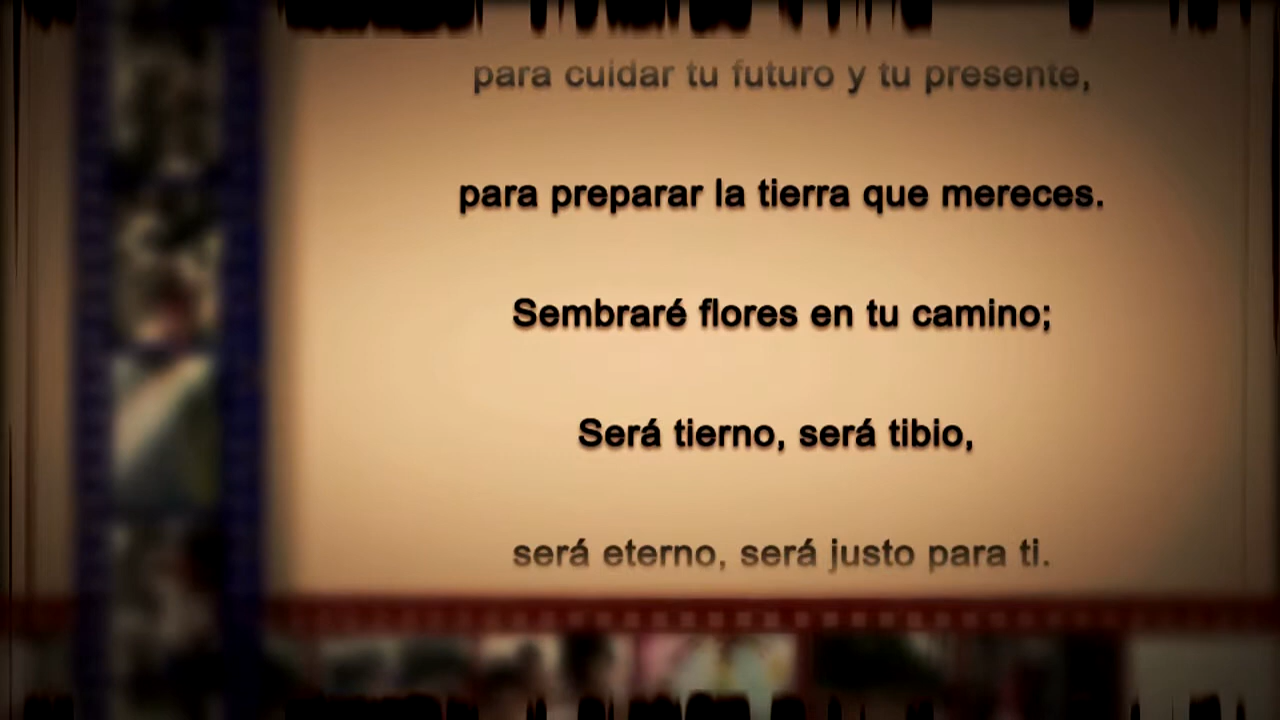 para cuidar tu futuro y tu presente,
para preparar la tierra que mereces.
Sembraré flores en tu camino;
Será tierno, será tibio,
será eterno, será justo para ti.